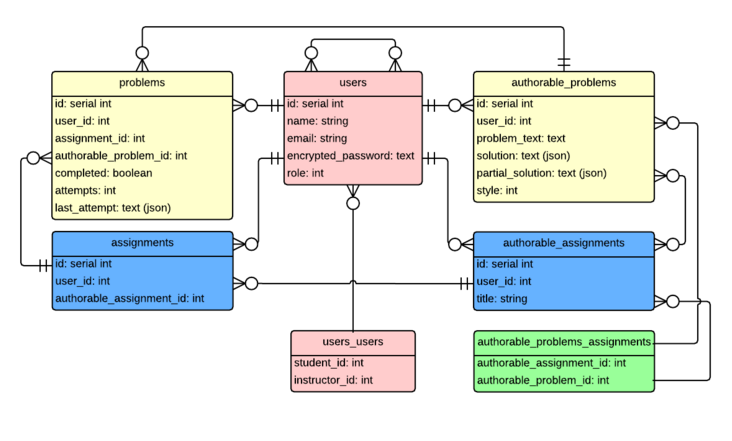 problems
id: serial int
user_id: int
assignment_id: int
authorable_problem_id: int
completed: boolean
attempts: int
last_attempt: text (json)
users
id: serial int
name: string
email: string
encrypted_password: text
role: int
authorable_problems
id: serial int
user_id: int
problem_text: text
solution: text (json)
partial_solution: text (json)
style: int
assignments
id: serial int
user_id: int
authorable_assignment_id: int
authorable_assignments
id: serial int
user_id: int
title: string
users_users
student_id: int
instructor_id: int
authorable_problems_assignments
authorable_assignment_id: int
authorable_problem_id: int